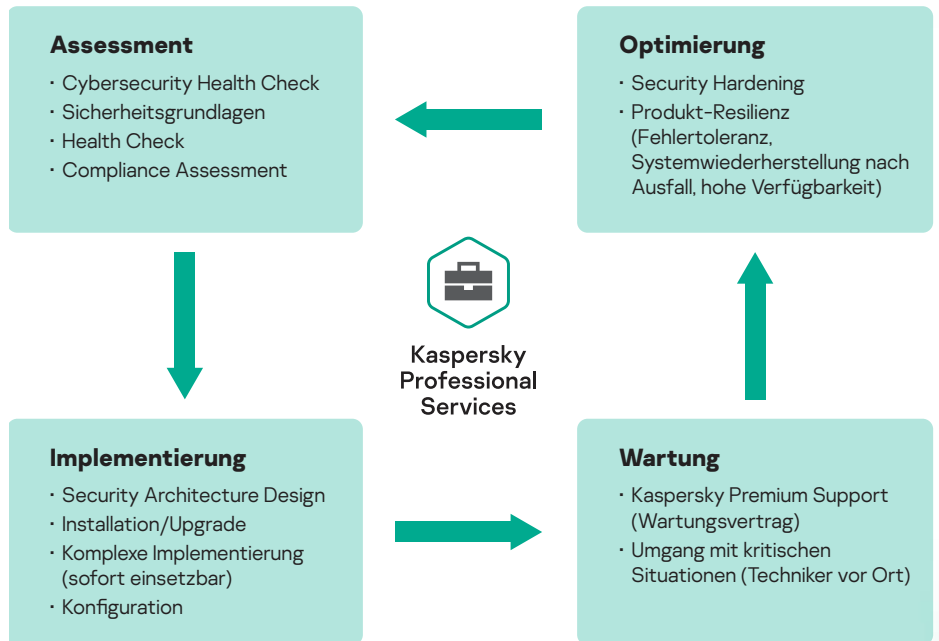 Assessment
· Cybersecurity Health Check
· Sicherheitsgrundlagen
· Health Check
· Compliance Assessment
Optimierung
· Security Hardening
· Produkt-Resilienz
(Fehlertoleranz,
Systemwiederherstellung nach
Ausfall, hohe Verfügbarkeit)
Kaspersky
Professional
Services
Implementierung
· Security Architecture Design
· Installation/Upgrade
· Komplexe Implementierung
(sofort einsetzbar)
· Konfiguration
Wartung
· Kaspersky Premium Support
(Wartungsvertrag)
· Umgang mit kritischen
Situationen (Techniker vor Ort)